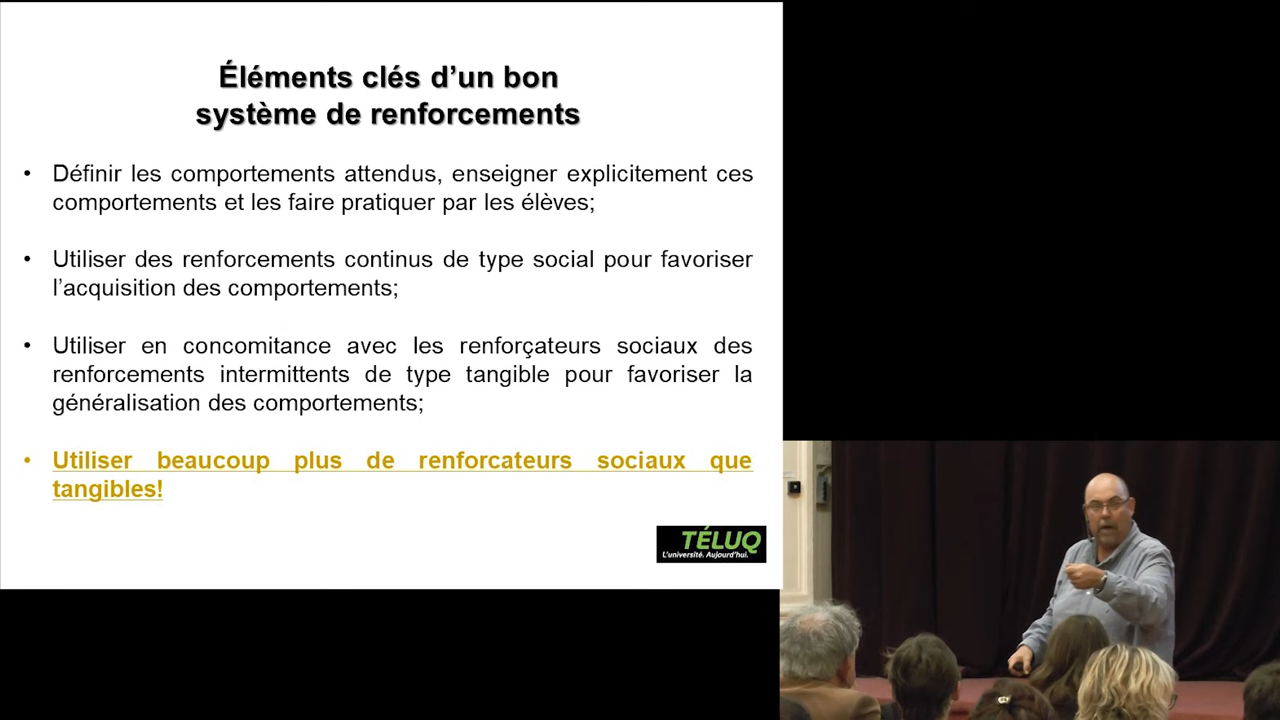 Éléments clés d’un bon
système de renforcements
• Définir les comportements attendus, enseigner explicitement ces
comportements et les faire pratiquer par les élèves;
• Utiliser des renforcements continus de type social pour favoriser
l’acquisition des comportements;
• Utiliser en concomitance avec les renforçateurs sociaux des
renforcements intermittents de type tangible pour favoriser la
généralisation des comportements;
• Utiliser beaucoup plus de renforcateurs sociaux que
tangibles!
TÉLUQ
L’université. Aujourd’hui.